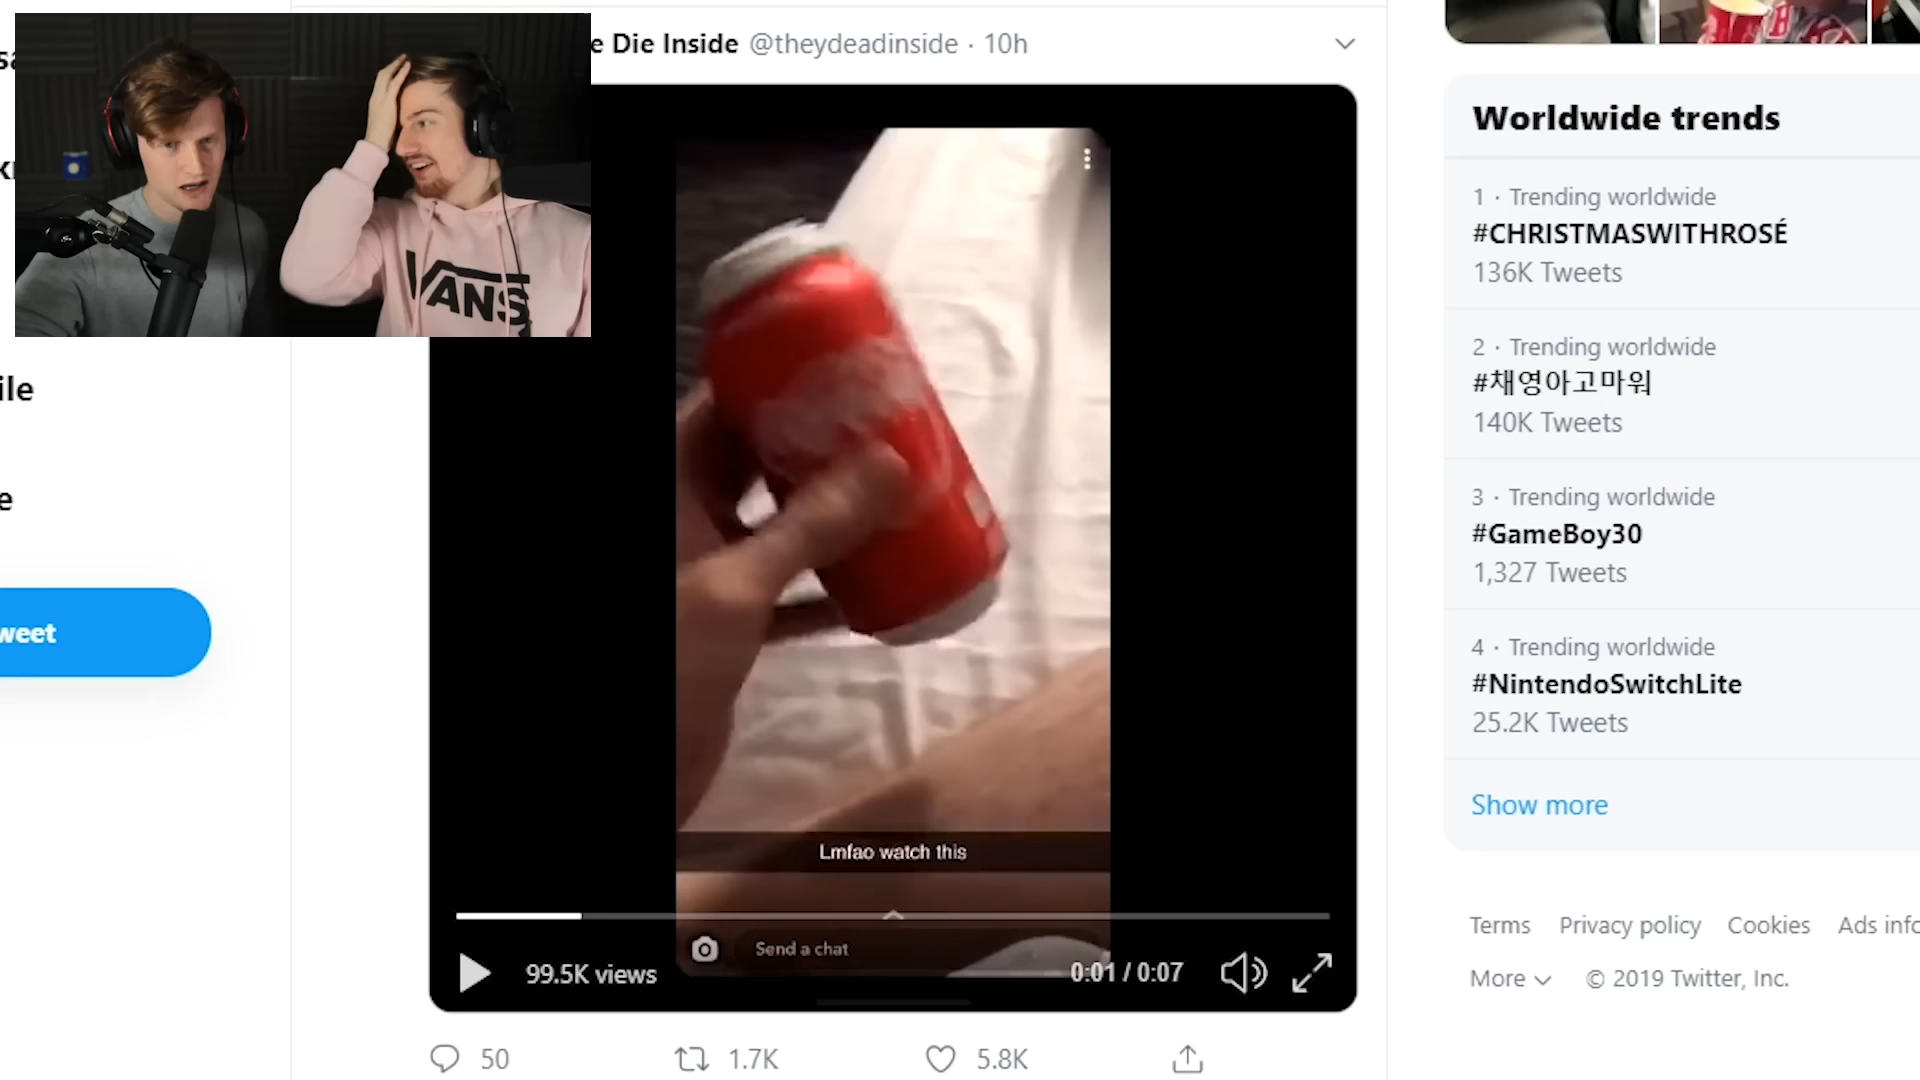 e Die Inside @theydeadinside · 10h
VANS
ile
e
weet
Lmfao watch this
Send a chat
99.5K views
0:01 / 0:07
50
1.7K
5.8K
Worldwide trends
1 · Trending worldwide
#CHRISTMASWITHROSÉ
136K Tweets
2 · Trending worldwide
#채영아고마워
140K Tweets
3 · Trending worldwide
#GameBoy30
1,327 Tweets
4 · Trending worldwide
#NintendoSwitchLite
25.2K Tweets
Show more
Terms Privacy policy Cookies Ads info
More © 2019 Twitter, Inc.